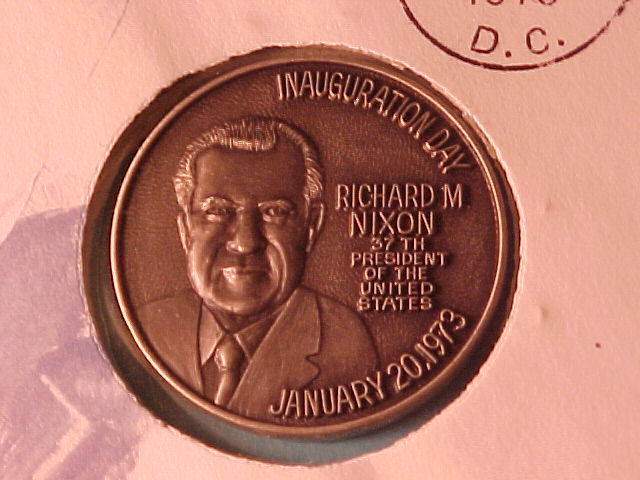 D. C.
INAUGURATION DAY
RICHARD M
NIXON
37 TH
PRESIDENT
OF THE
UNITED
STATES
JANUARY 20, 1973